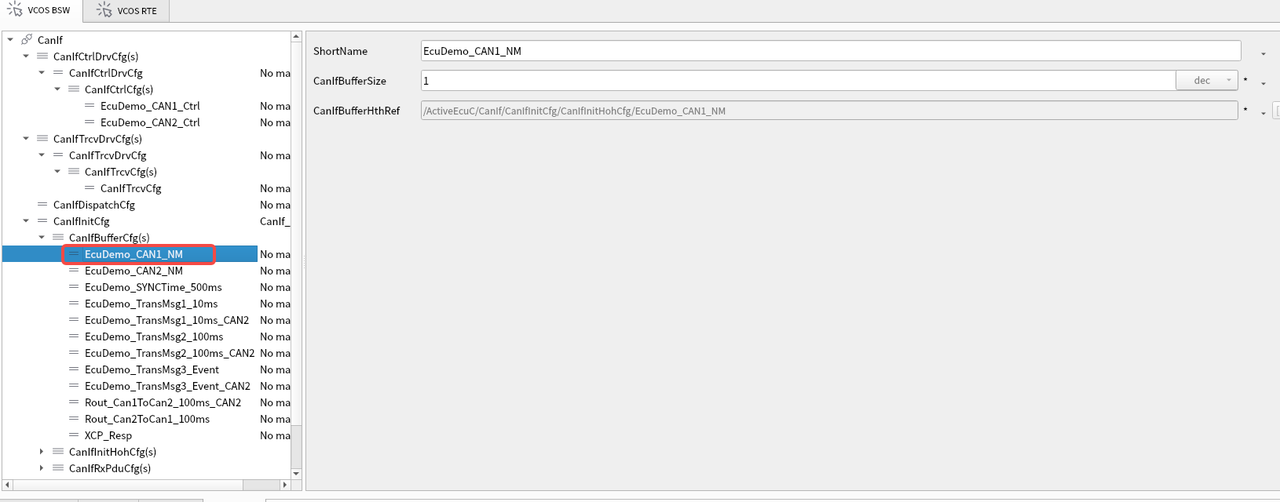 VCOS BSW
VCOS RTE
CanIf
CanIfCtrlDrvCfg(s)
CanIfCtrlDrvCfg No ma
CanIfCtrlCfg(s)
EcuDemo_CAN1_Ctrl No ma
EcuDemo_CAN2_Ctrl No ma
CanIfTrcvDrvCfg(s)
CanIfTrcvDrvCfg No ma
CanIfTrcvCfg(s)
CanIfTrcvCfg No ma
CanIfDispatchCfg No ma
CanIfInitCfg CanIf_
CanIfBufferCfg(s)
EcuDemo_CAN1_NM No ma
EcuDemo_CAN2_NM No ma
EcuDemo_SYNCTime_500ms No ma
EcuDemo_TransMsg1_10ms No ma
EcuDemo_TransMsg1_10ms_CAN2 No ma
EcuDemo_TransMsg2_100ms No ma
EcuDemo_TransMsg2_100ms_CAN2 No ma
EcuDemo_TransMsg3_Event No ma
EcuDemo_TransMsg3_Event_CAN2 No ma
Rout_Can1ToCan2_100ms_CAN2 No ma
Rout_Can2ToCan1_100ms No ma
XCP_Resp No ma
CanIfInitHohCfg(s)
CanIfRxPduCfg(s)
ShortName EcuDemo_CAN1_NM
CanIfBufferSize 1 dec *
CanIfBufferHthRef /ActiveEcuC/CanIf/CanIfInitCfg/CanIfInitHohCfg/EcuDemo_CAN1_NM *